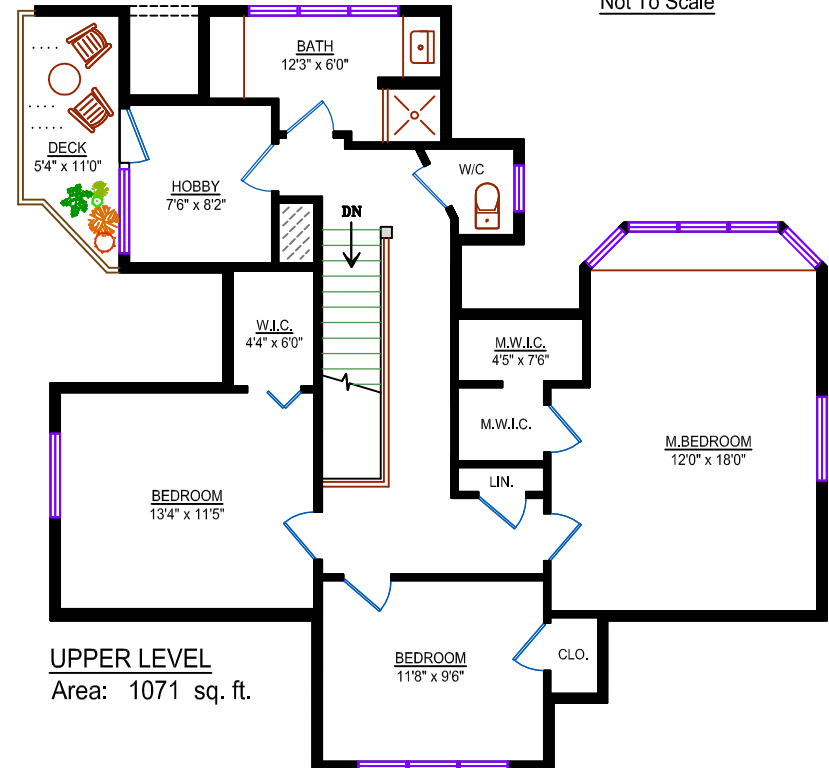 Not To Scale
BATH
12'3" x 6'0"
DECK
5'4" x 11'0"
HOBBY
7'6" x 8'2"
W/C
DN
W.I.C.
4'4" x 6'0"
M.W.I.C.
4'5" x 7'6"
M.W.I.C.
M.BEDROOM
12'0" x 18'0"
LIN.
BEDROOM
13'4" x 11'5"
BEDROOM
11'8" x 9'6"
CLO.
UPPER LEVEL
Area: 1071 sq. ft.